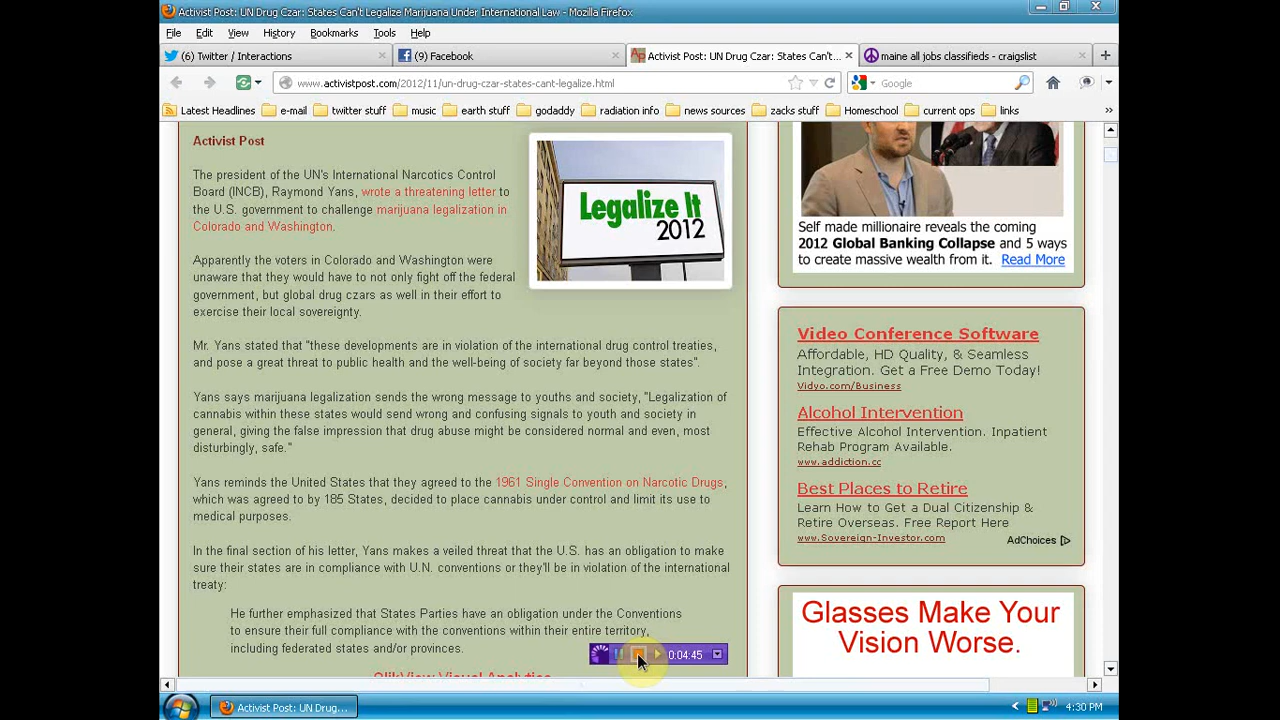 Activist Post: UN Drug Czar: States Can't Legalize Marijuana Under International Law - Mozilla Firefox
File Edit View History Bookmarks Tools Help
(6) Twitter / Interactions
(9) Facebook
Activist Post: UN Drug Czar: States Can't...
maine all jobs classifieds - craigslist
www.activistpost.com/2012/11/un-drug-czar-states-cant-legalize.html
Google
Latest Headlines e-mail twitter stuff music earth stuff godaddy radiation info news sources zacks stuff Homeschool current ops links
Activist Post
The president of the UN's International Narcotics Control
Board (INCB), Raymond Yans, wrote a threatening letter to
the U.S. government to challenge marijuana legalization in
Colorado and Washington.
Legalize It
2012
Apparently the voters in Colorado and Washington were
unaware that they would have to not only fight off the federal
government, but global drug czars as well in their effort to
exercise their local sovereignty.
Mr. Yans stated that "these developments are in violation of the international drug control treaties,
and pose a great threat to public health and the well-being of society far beyond those states".
Yans says marijuana legalization sends the wrong message to youths and society, "Legalization of
cannabis within these states would send wrong and confusing signals to youth and society in
general, giving the false impression that drug abuse might be considered normal and even, most
disturbingly, safe."
Yans reminds the United States that they agreed to the 1961 Single Convention on Narcotic Drugs,
which was agreed to by 185 States, decided to place cannabis under control and limit its use to
medical purposes.
In the final section of his letter, Yans makes a veiled threat that the U.S. has an obligation to make
sure their states are in compliance with U.N. conventions or they'll be in violation of the international
treaty:
He further emphasized that States Parties have an obligation under the Conventions
to ensure their full compliance with the conventions within their entire territory,
including federated states and/or provinces.
QlikView Visual Analytics
0:04:45
Self made millionaire reveals the coming
2012 Global Banking Collapse and 5 ways
to create massive wealth from it. Read More
Video Conference Software
Affordable, HD Quality, & Seamless
Integration. Get a Free Demo Today!
Vidyo.com/Business
Alcohol Intervention
Effective Alcohol Intervention. Inpatient
Rehab Program Available.
www.addiction.cc
Best Places to Retire
Learn How to Get a Dual Citizenship &
Retire Overseas. Free Report Here
www.Sovereign-Investor.com
AdChoices
Glasses Make Your
Vision Worse.
Activist Post: UN Drug...
4:30 PM